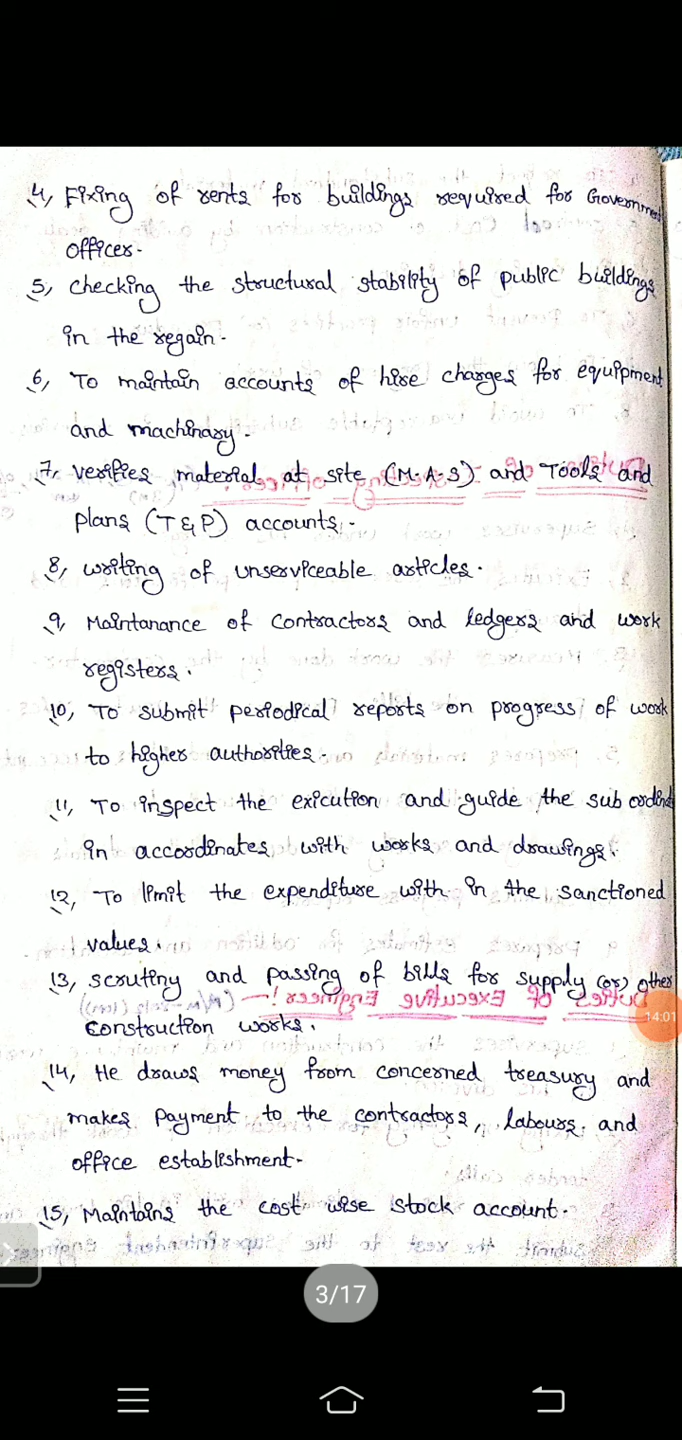 4, Fixing of rents for buildings required for Government
offices.
5, checking the structural stability of public buildings
in the regain.
6, To maintain accounts of hire charges for equipment
and machinary.
7, verifies material at site (M.A.S) and Tools and
plans (T&P) accounts.
8, writing of unserviceable articles.
9, Maintanance of contractors and ledgers and work
registers.
10, To submit periodical reports on progress of work
to higher authorities.
11, To inspect the exicution and guide the sub ordinate
in accordinates with works and drawings.
12, To limit the expenditure with in the sanctioned
values.
13, scrutiny and passing of bills for supply (or) other
construction works.
14:01
14, He draws money from concerned treasury and
makes payment to the contractors, labours. and
office establishment.
15, Maintains the cost wise stock account.
3/17